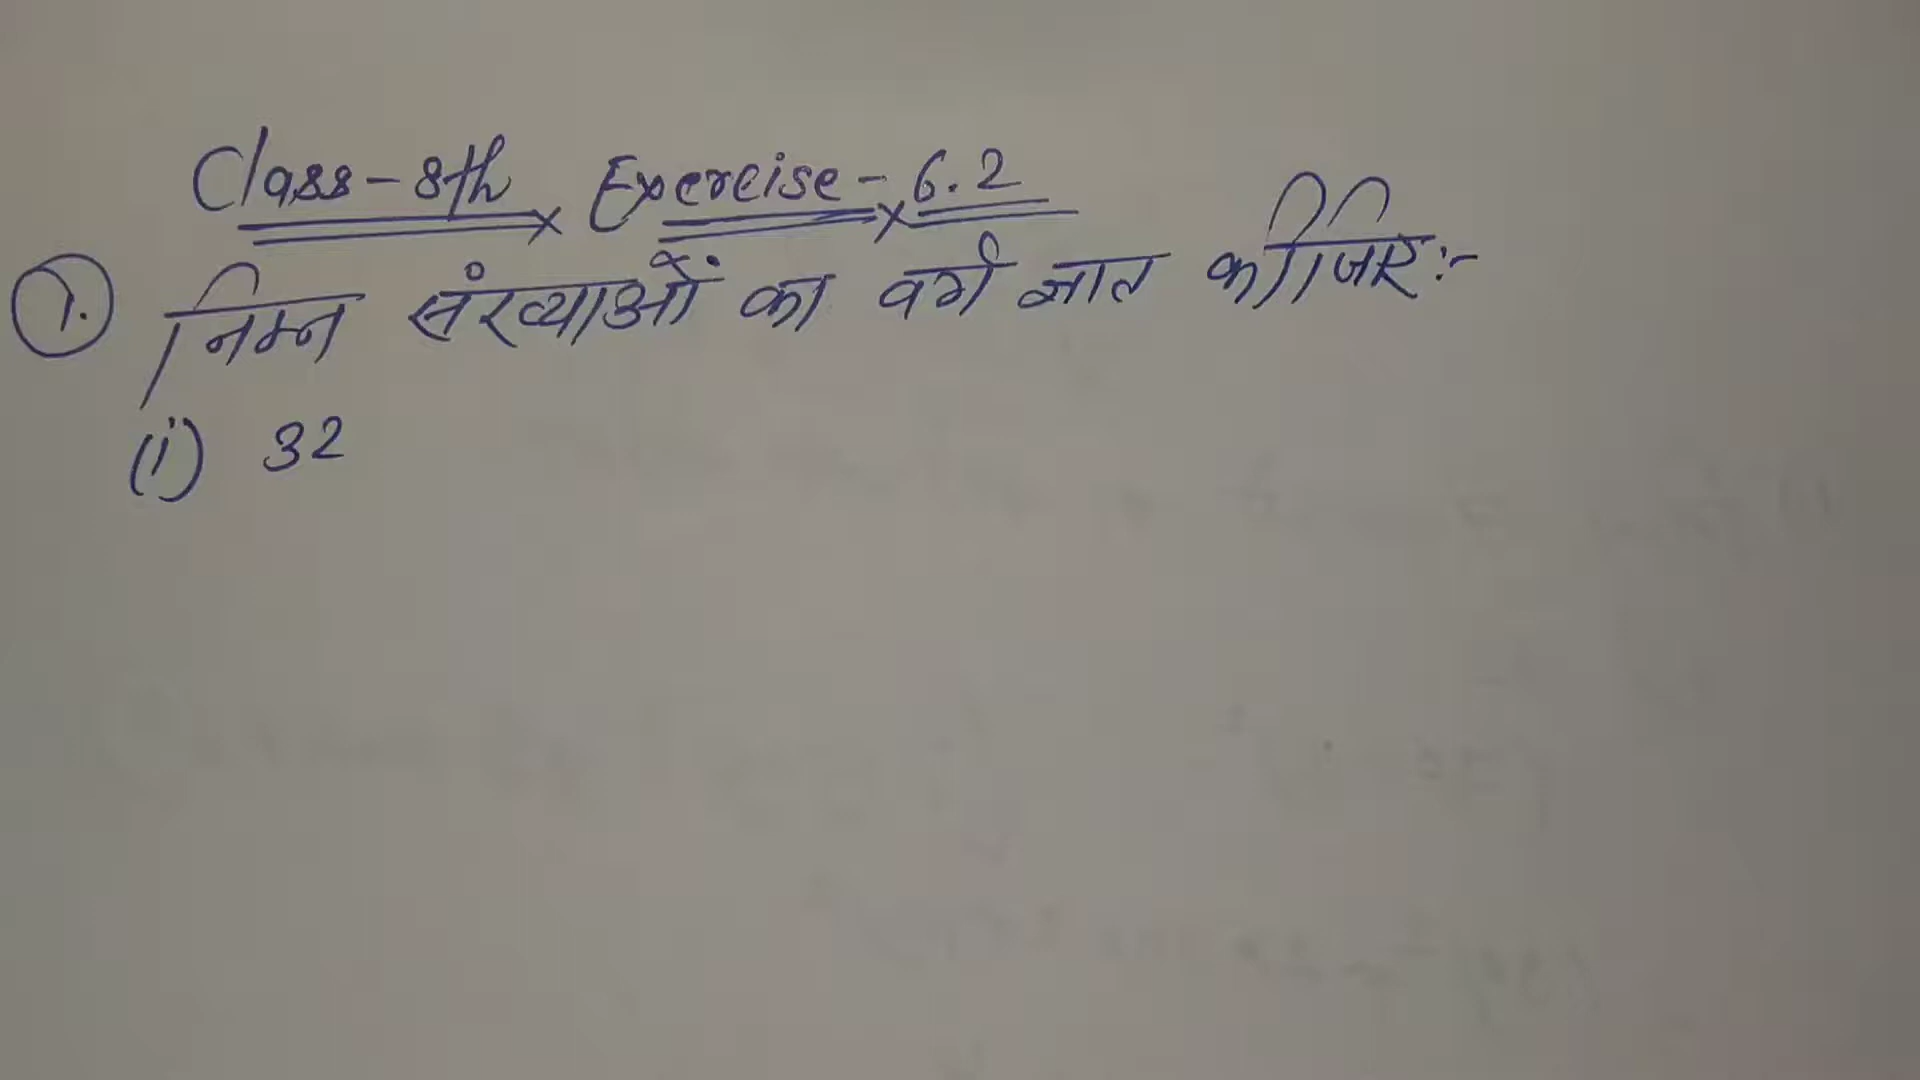 Class-8th Exercise-6.2
1. निम्न संख्याओं का वर्ग ज्ञात कीजिए:-
(i) 32